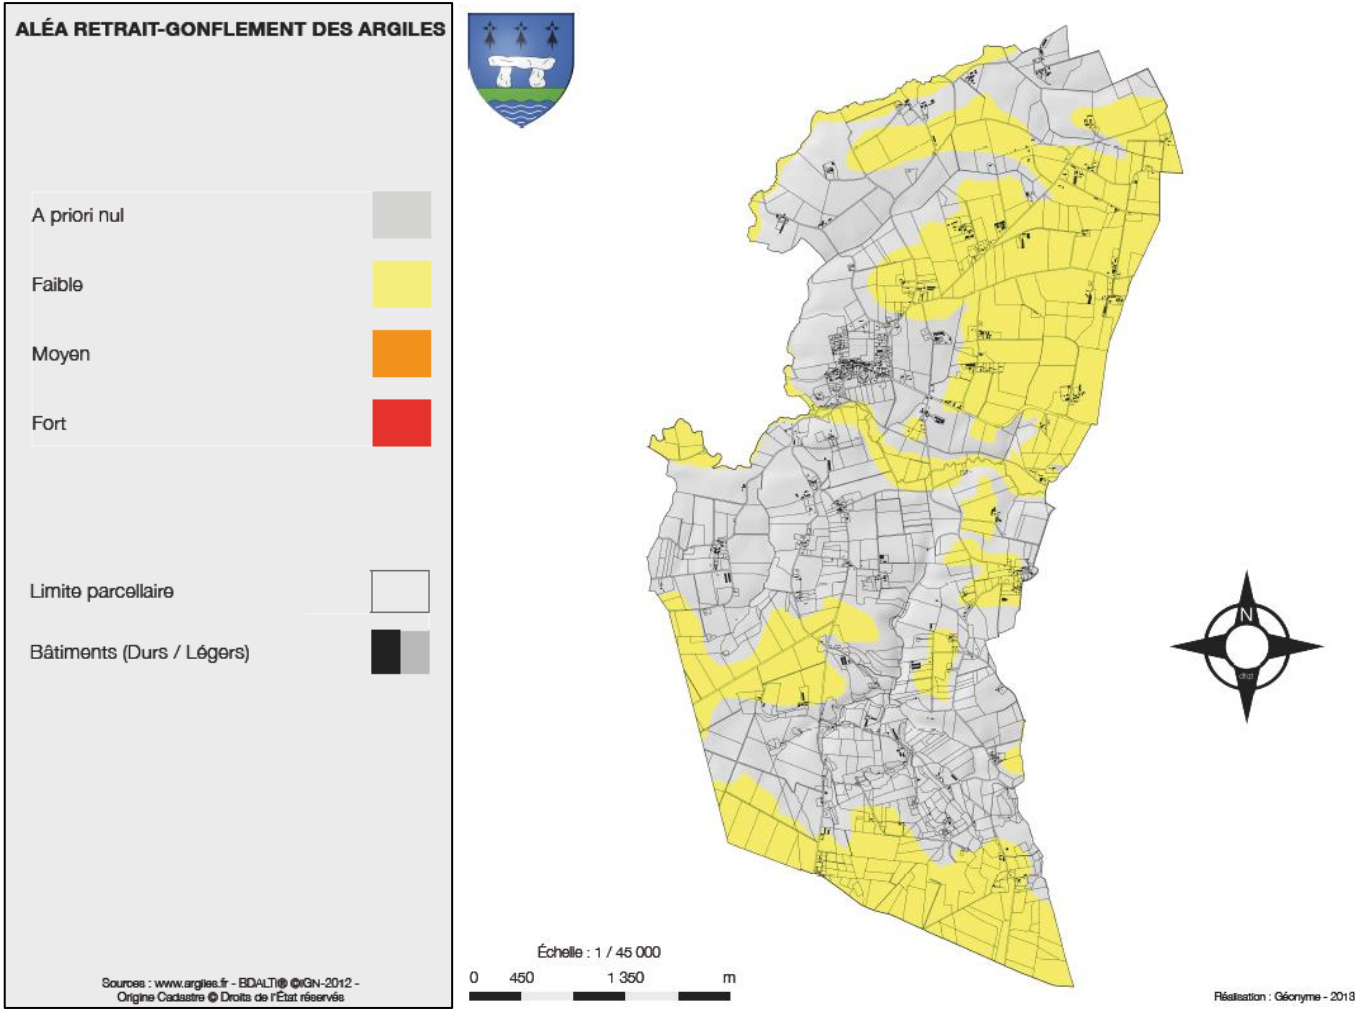 ALÉA RETRAIT-GONFLEMENT DES ARGILES
A priori nul
Faible
Moyen
Fort
Limite parcellaire
Bâtiments (Durs / Légers)
Sources : www.argiles.fr - BDALTI® ©IGN-2012 -
Origine Cadastre © Droits de l'État réservés
N
dtat
Échelle : 1 / 45 000
0 450 1 350 m
Réalisation : Géonyme - 2013